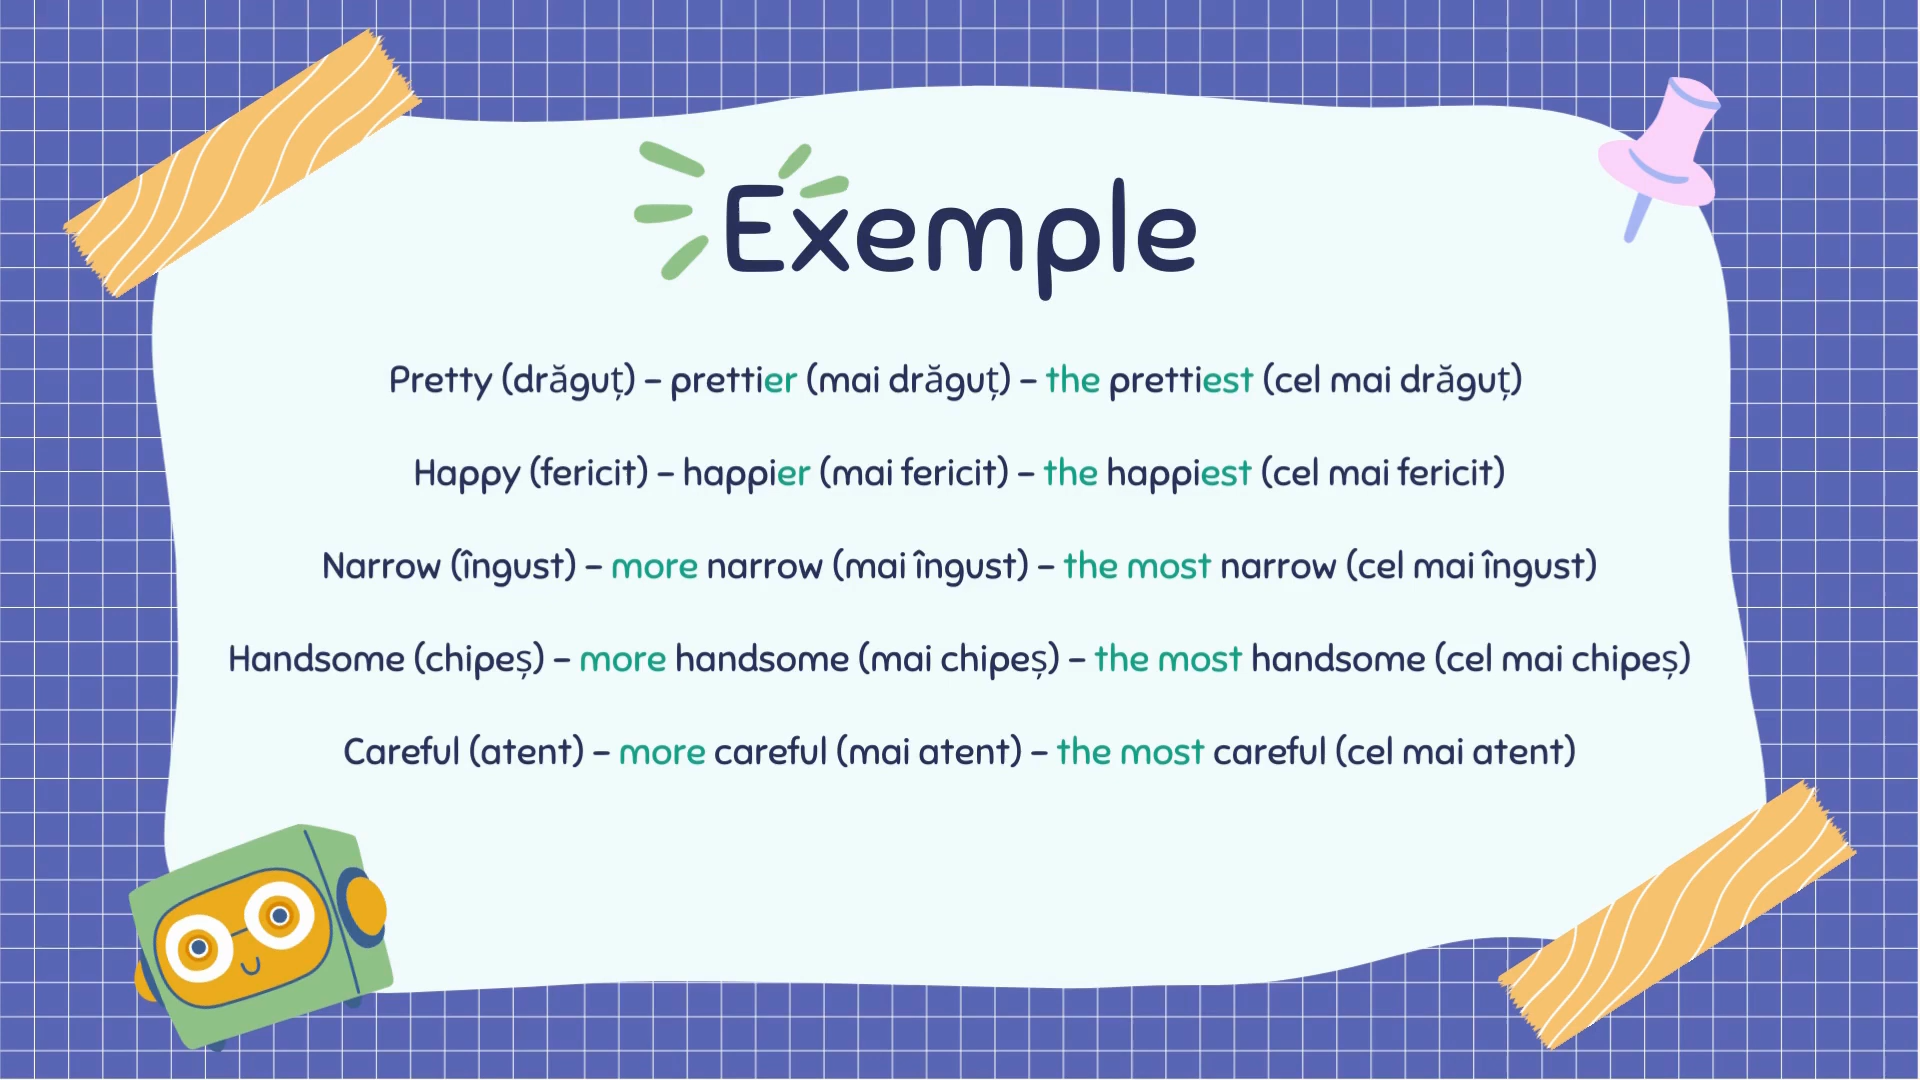 Exemple
Pretty (drăguț) – prettier (mai drăguț) – the prettiest (cel mai drăguț)
Happy (fericit) – happier (mai fericit) – the happiest (cel mai fericit)
Narrow (îngust) – more narrow (mai îngust) – the most narrow (cel mai îngust)
Handsome (chipeș) – more handsome (mai chipeș) – the most handsome (cel mai chipeș)
Careful (atent) – more careful (mai atent) – the most careful (cel mai atent)